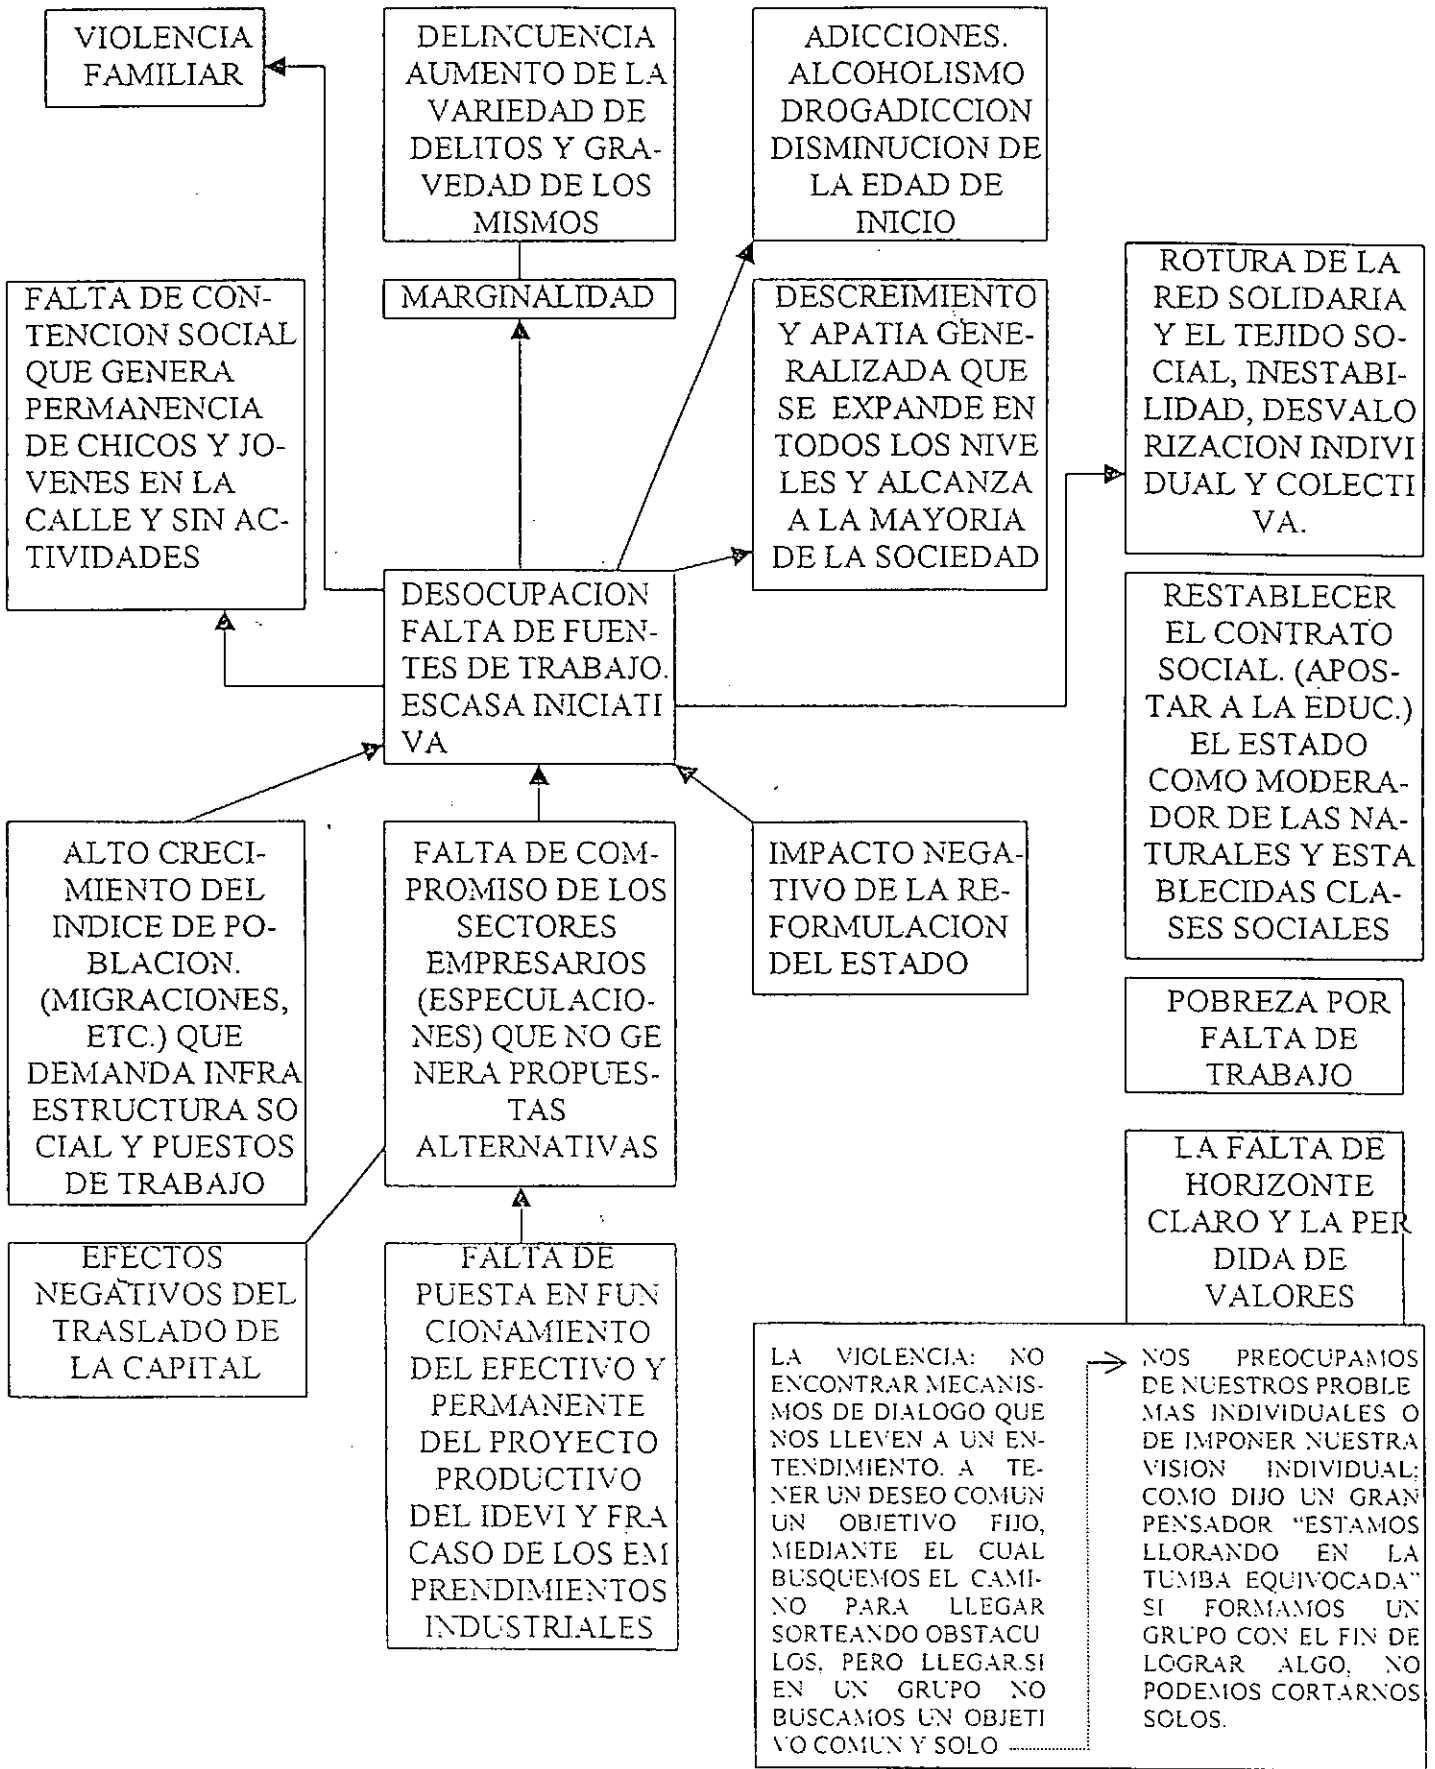 VIOLENCIA
FAMILIAR
DELINCUENCIA
AUMENTO DE LA
VARIEDAD DE
DELITOS Y GRA-
VEDAD DE LOS
MISMOS
ADICCIONES.
ALCOHOLISMO
DROGADICCION
DISMINUCION DE
LA EDAD DE
INICIO
FALTA DE CON-
TENCION SOCIAL
QUE GENERA
PERMANENCIA
DE CHICOS Y JO-
VENES EN LA
CALLE Y SIN AC-
TIVIDADES
MARGINALIDAD
DESCREIMIENTO
Y APATIA GENE-
RALIZADA QUE
SE EXPANDE EN
TODOS LOS NIVE
LES Y ALCANZA
A LA MAYORIA
DE LA SOCIEDAD
ROTURA DE LA
RED SOLIDARIA
Y EL TEJIDO SO-
CIAL, INESTABI-
LIDAD, DESVALO
RIZACION INDIVI
DUAL Y COLECTI
VA.
DESOCUPACION
FALTA DE FUEN-
TES DE TRABAJO.
ESCASA INICIATI
VA
RESTABLECER
EL CONTRATO
SOCIAL. (APOS-
TAR A LA EDUC.)
EL ESTADO
COMO MODERA-
DOR DE LAS NA-
TURALES Y ESTA
BLECIDAS CLA-
SES SOCIALES
ALTO CRECI-
MIENTO DEL
INDICE DE PO-
BLACION.
(MIGRACIONES,
ETC.) QUE
DEMANDA INFRA
ESTRUCTURA SO
CIAL Y PUESTOS
DE TRABAJO
FALTA DE COM-
PROMISO DE LOS
SECTORES
EMPRESARIOS
(ESPECULACIO-
NES) QUE NO GE
NERA PROPUES-
TAS
ALTERNATIVAS
IMPACTO NEGA-
TIVO DE LA RE-
FORMULACION
DEL ESTADO
POBREZA POR
FALTA DE
TRABAJO
LA FALTA DE
HORIZONTE
CLARO Y LA PER
DIDA DE
VALORES
EFECTOS
NEGATIVOS DEL
TRASLADO DE
LA CAPITAL
FALTA DE
PUESTA EN FUN
CIONAMIENTO
DEL EFECTIVO Y
PERMANENTE
DEL PROYECTO
PRODUCTIVO
DEL IDEVI Y FRA
CASO DE LOS EM
PRENDIMIENTOS
INDUSTRIALES
LA VIOLENCIA: NO
ENCONTRAR MECANIS-
MOS DE DIALOGO QUE
NOS LLEVEN A UN EN-
TENDIMIENTO. A TE-
NER UN DESEO COMUN
UN OBJETIVO FIJO,
MEDIANTE EL CUAL
BUSQUEMOS EL CAMI-
NO PARA LLEGAR
SORTEANDO OBSTACU
LOS, PERO LLEGAR.SI
EN UN GRUPO NO
BUSCAMOS UN OBJETI
VO COMUN Y SOLO
NOS PREOCUPAMOS
DE NUESTROS PROBLE
MAS INDIVIDUALES O
DE IMPONER NUESTRA
VISION INDIVIDUAL;
COMO DIJO UN GRAN
PENSADOR "ESTAMOS
LLORANDO EN LA
TUMBA EQUIVOCADA"
SI FORMAMOS UN
GRUPO CON EL FIN DE
LOGRAR ALGO, NO
PODEMOS CORTARNOS
SOLOS.